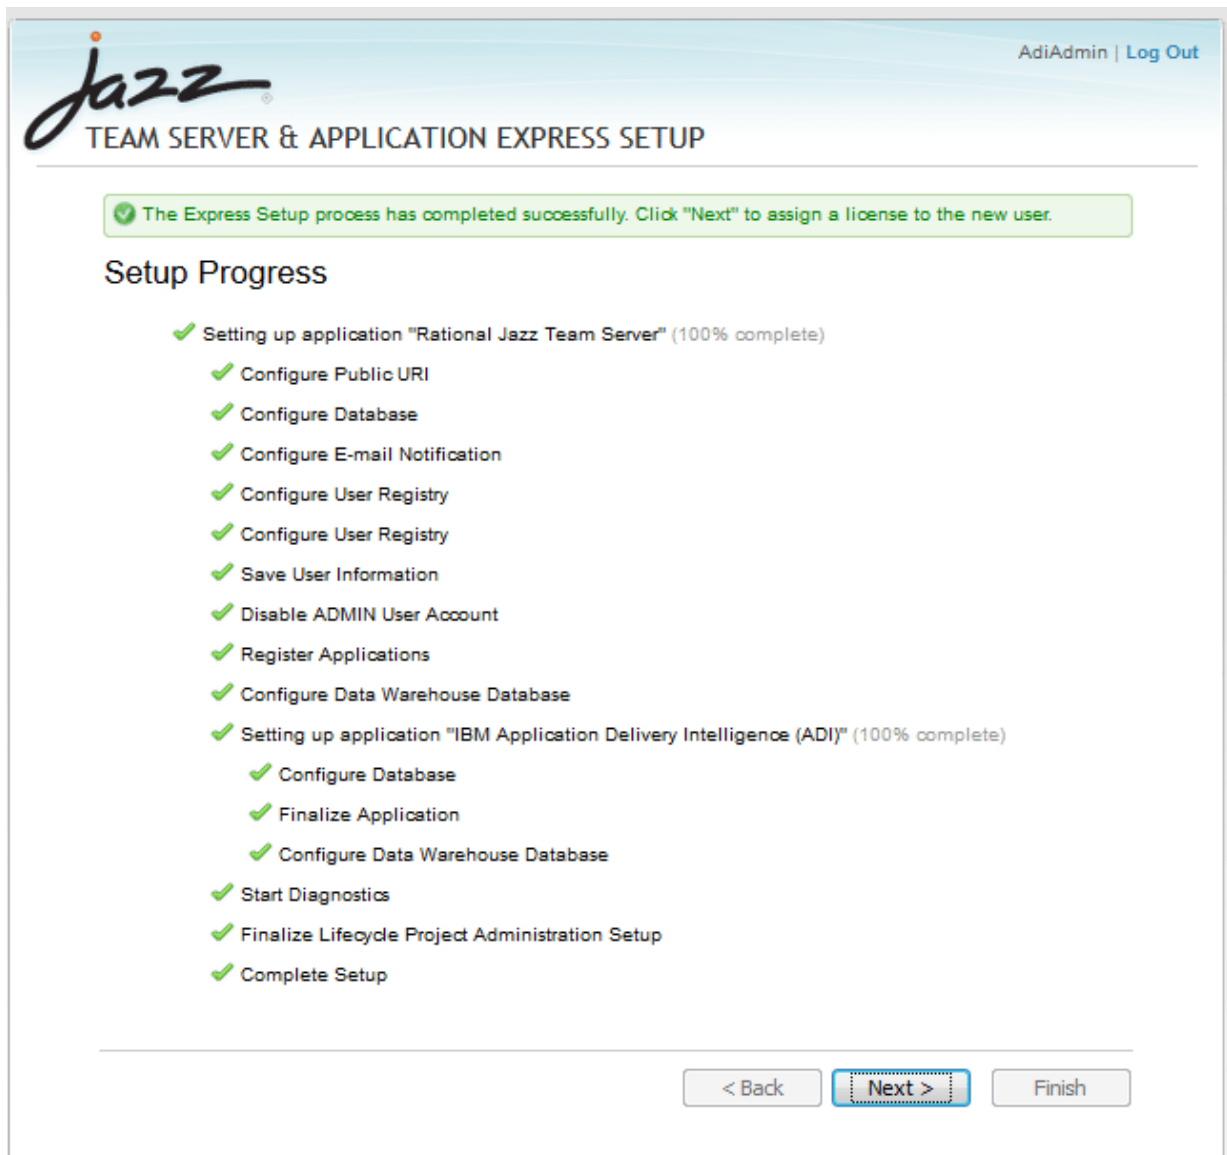 AdiAdmin | Log Out
jazz
TEAM SERVER & APPLICATION EXPRESS SETUP
The Express Setup process has completed successfully. Click "Next" to assign a license to the new user.
Setup Progress
Setting up application "Rational Jazz Team Server" (100% complete)
Configure Public URI
Configure Database
Configure E-mail Notification
Configure User Registry
Configure User Registry
Save User Information
Disable ADMIN User Account
Register Applications
Configure Data Warehouse Database
Setting up application "IBM Application Delivery Intelligence (ADI)" (100% complete)
Configure Database
Finalize Application
Configure Data Warehouse Database
Start Diagnostics
Finalize Lifecycle Project Administration Setup
Complete Setup
< Back Next > Finish